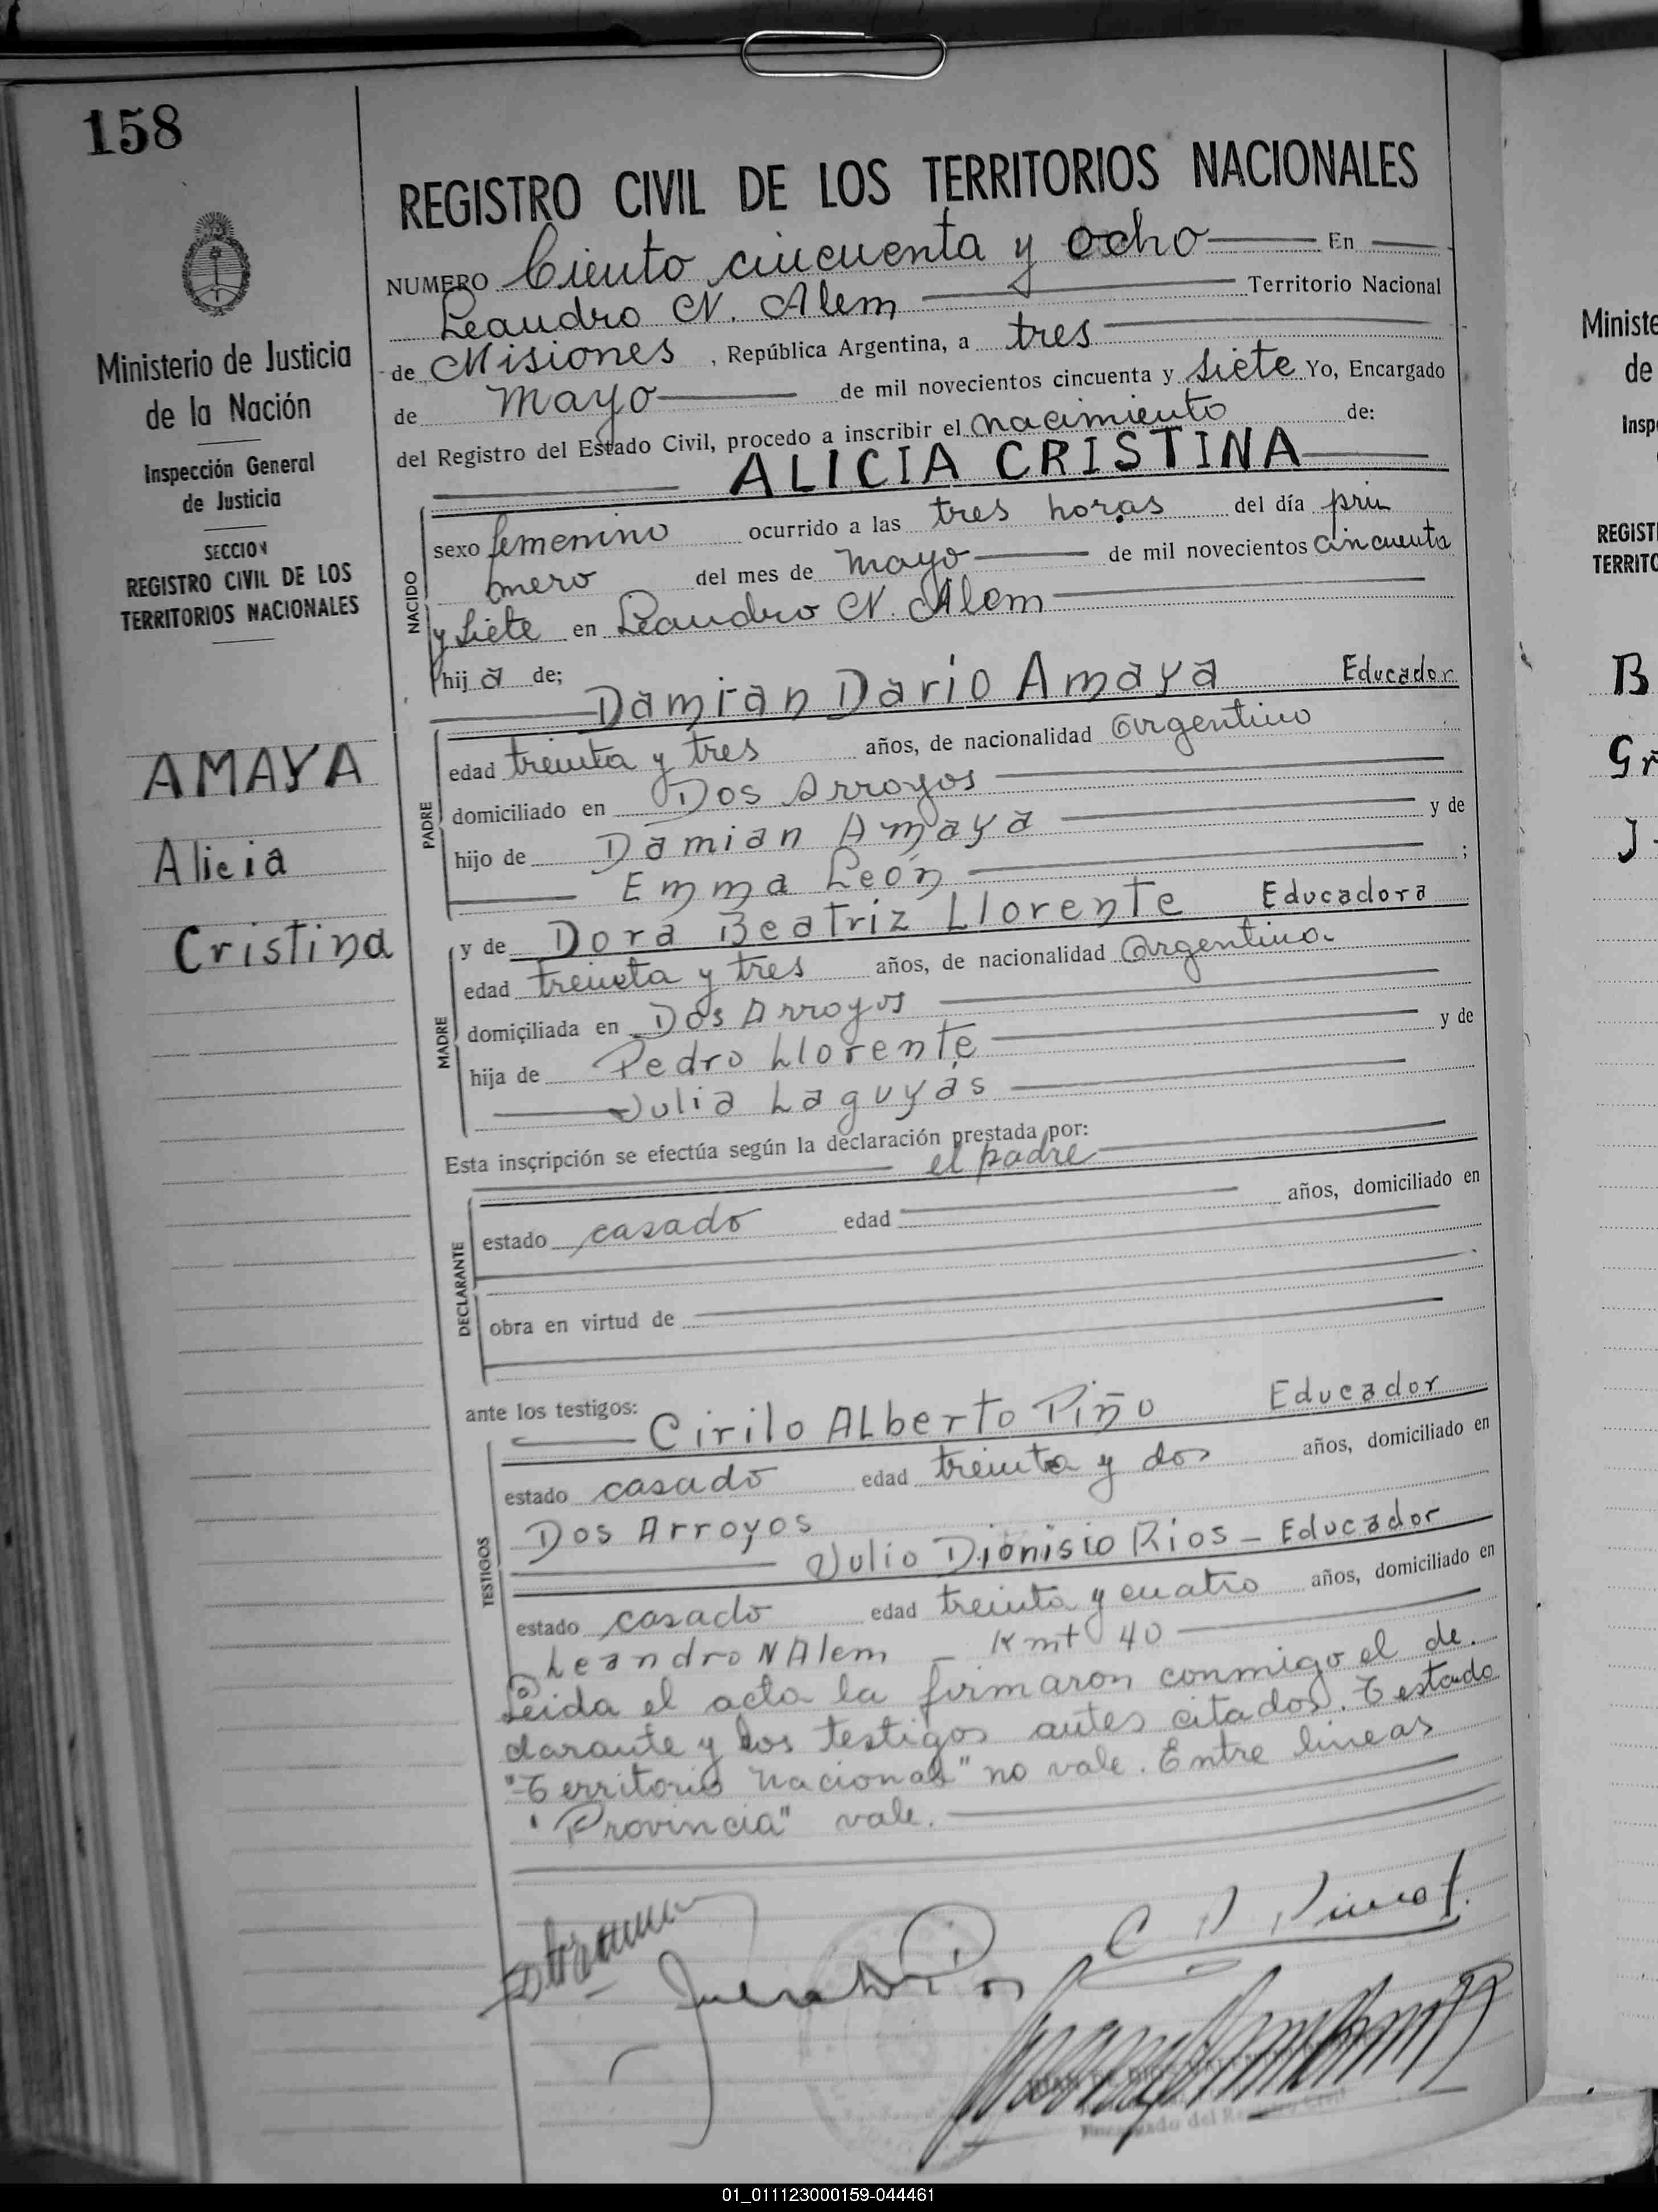 158
Ministerio de Justicia
de la Nación
Inspección General
de Justicia
SECCION
REGISTRO CIVIL DE LOS
TERRITORIOS NACIONALES
AMAYA
Alicia
Cristina
REGISTRO CIVIL DE LOS TERRITORIOS NACIONALES
NUMERO Ciento cincuenta y ocho En
Leandro N. Alem Territorio Nacional
de Misiones, República Argentina, a tres
de mayo de mil novecientos cincuenta y siete Yo, Encargado
del Registro del Estado Civil, procedo a inscribir el nacimiento de:
ALICIA CRISTINA
NACIDO
sexo femenino ocurrido a las tres horas del día pri
mero del mes de mayo de mil novecientos cincuenta
y siete en Leandro N. Alem
hija de;
Damian Dario Amaya Educador
PADRE
edad treinta y tres años, de nacionalidad argentino
domiciliado en Dos Arroyos
hijo de Damian Amaya y de
Emma León ;
y de Dora Beatriz Llorente Educadora
MADRE
edad treinta y tres años, de nacionalidad argentina
domiciliada en Dos Arroyos
hija de Pedro Llorente y de
Julia Laguyás
Esta inscripción se efectúa según la declaración prestada por:
el padre
DECLARANTE
estado casado edad años, domiciliado en
obra en virtud de
ante los testigos:
Cirilo Alberto Piño Educador
TESTIGOS
estado casado edad treinta y dos años, domiciliado en
Dos Arroyos
Julio Dionisio Rios - Educador
estado casado edad treinta y cuatro años, domiciliado en
Leandro N Alem - Kmt 40
Leida el acta la firmaron conmigo el de
clarante y los testigos antes citados. Testado
"Territorio Nacional" no vale. Entre lineas
"Provincia" vale.
Encargado del Registro Civil
Ministe
de
Insp
REGIST
TERRITO
B
Gr
J
01_011123000159-044461